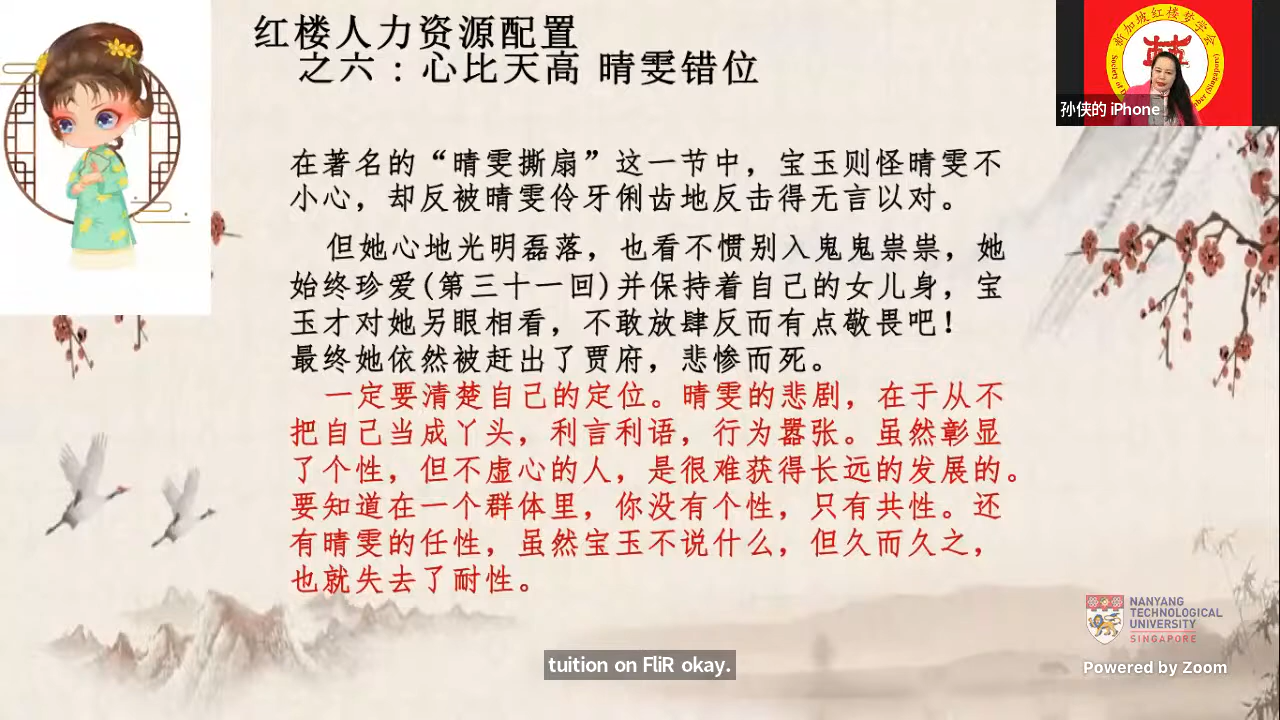 红楼人力资源配置
之六：心比天高 晴雯错位
孙侠的 iPhone
新加坡红楼梦学会
在著名的“晴雯撕扇”这一节中，宝玉则怪晴雯不
小心，却反被晴雯伶牙俐齿地反击得无言以对。
但她心地光明磊落，也看不惯别入鬼鬼祟祟，她
始终珍爱(第三十一回)并保持着自己的女儿身，宝
玉才对她另眼相看，不敢放肆反而有点敬畏吧！
最终她依然被赶出了贾府，悲惨而死。
一定要清楚自己的定位。晴雯的悲剧，在于从不
把自己当成丫头，利言利语，行为嚣张。虽然彰显
了个性，但不虚心的人，是很难获得长远的发展的。
要知道在一个群体里，你没有个性，只有共性。还
有晴雯的任性，虽然宝玉不说什么，但久而久之，
也就失去了耐性。
NANYANG
TECHNOLOGICAL
UNIVERSITY
SINGAPORE
tuition on FliR okay.
Powered by Zoom